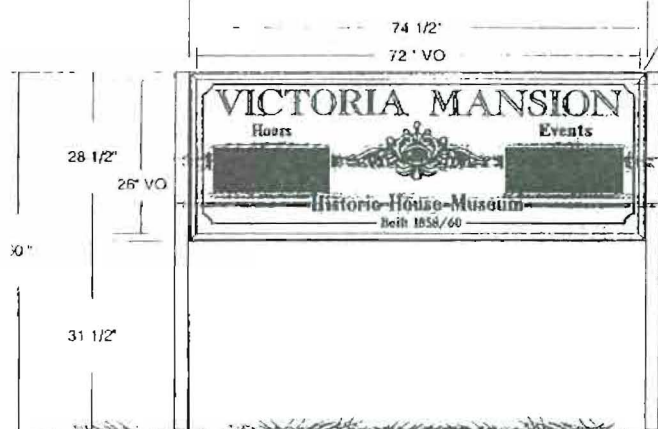 74 1/2"
72" VO
VICTORIA MANSION
Hours
Events
28 1/2"
26" VO
Historic House Museum
Built 1858/60
31 1/2"